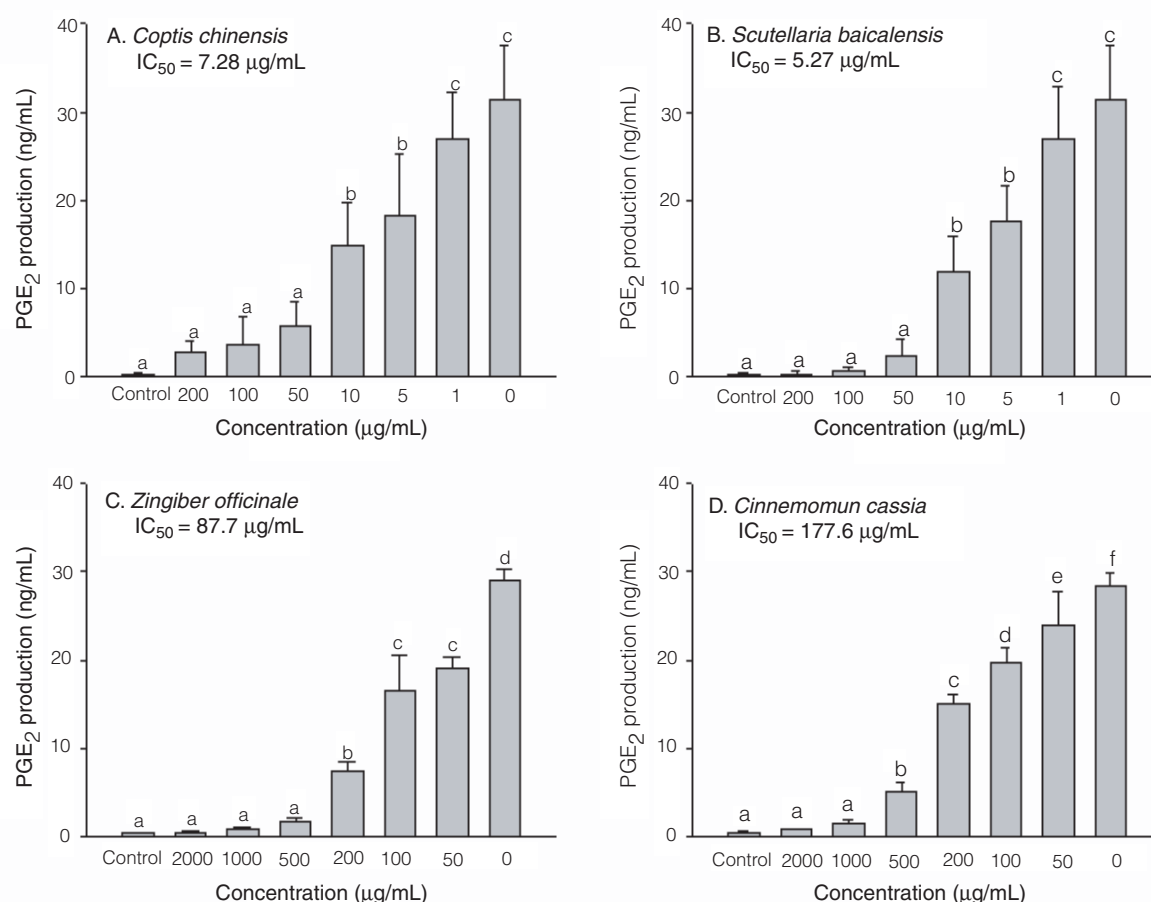 A. Coptis chinensis
IC50 = 7.28 µg/mL
PGE2 production (ng/mL)
40
30
20
10
0
c
c
b
b
a
a
a
a
Control 200 100 50 10 5 1 0
Concentration (µg/mL)
B. Scutellaria baicalensis
IC50 = 5.27 µg/mL
PGE2 production (ng/mL)
40
30
20
10
0
c
c
b
b
a
a
a
a
Control 200 100 50 10 5 1 0
Concentration (µg/mL)
C. Zingiber officinale
IC50 = 87.7 µg/mL
PGE2 production (ng/mL)
40
30
20
10
0
d
c
c
b
a
a
a
a
Control 2000 1000 500 200 100 50 0
Concentration (µg/mL)
D. Cinnemomun cassia
IC50 = 177.6 µg/mL
PGE2 production (ng/mL)
40
30
20
10
0
f
e
d
c
b
a
a
a
Control 2000 1000 500 200 100 50 0
Concentration (µg/mL)